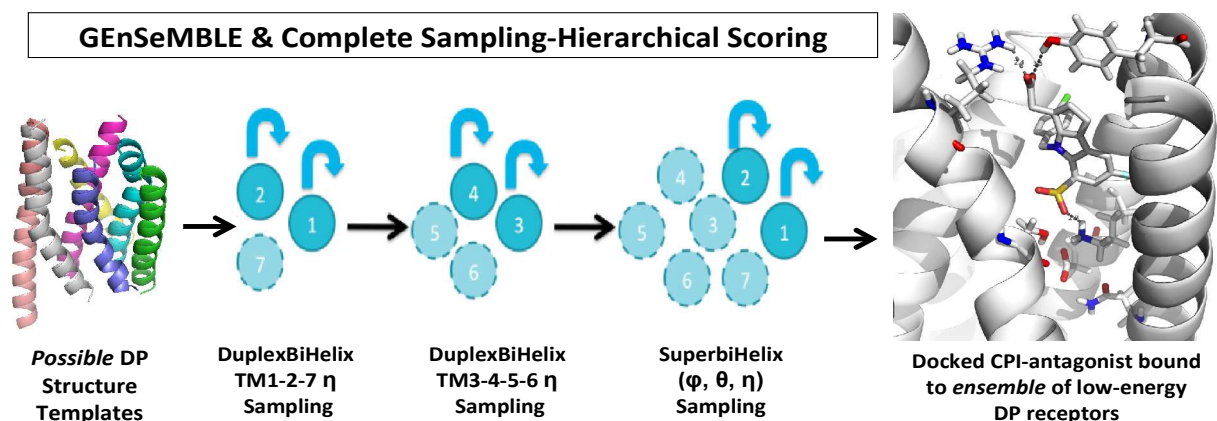 GEnSeMBLE & Complete Sampling-Hierarchical Scoring
2
1
7
4
3
5
6
4
2
3
1
5
6
7
Possible DP
Structure
Templates
DuplexBiHelix
TM1-2-7 η
Sampling
DuplexBiHelix
TM3-4-5-6 η
Sampling
SuperbiHelix
(φ, θ, η)
Sampling
Docked CPI-antagonist bound
to ensemble of low-energy
DP receptors